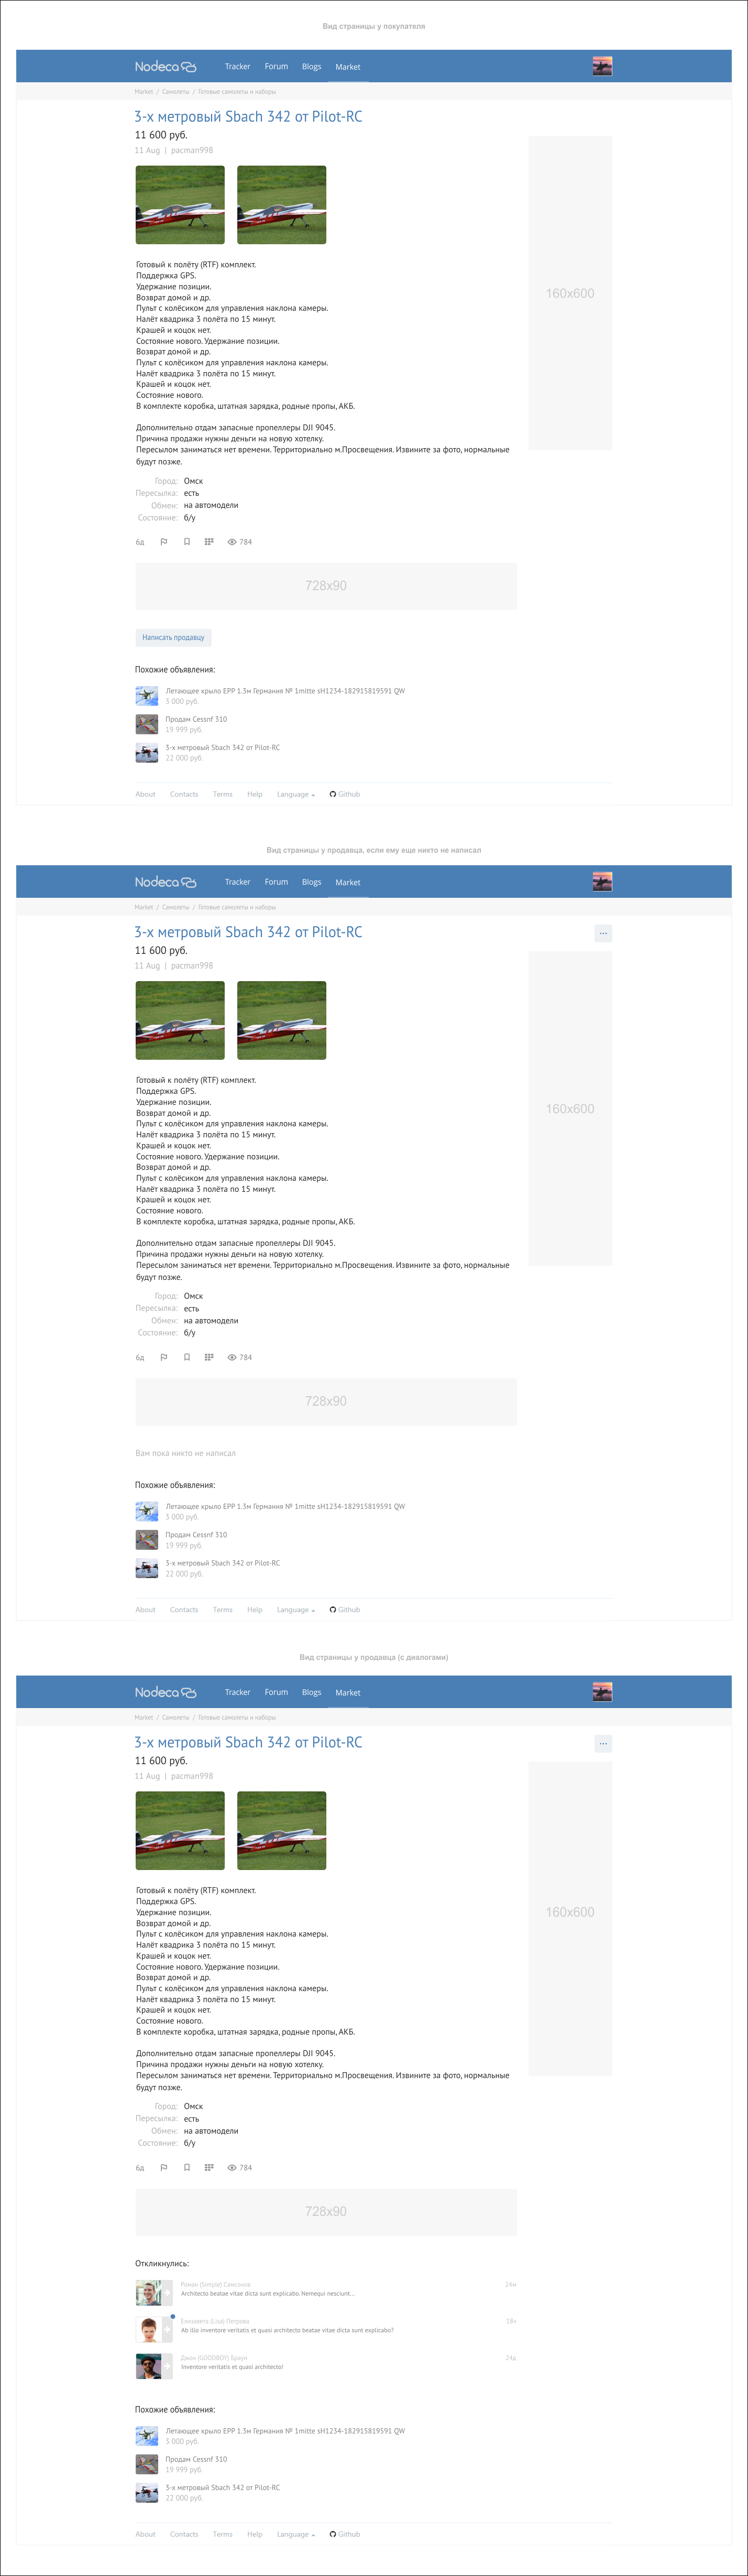 Вид страницы у покупателя
Nodeca Tracker Forum Blogs Market
Market / Самолеты / Готовые самолеты и наборы
3-х метровый Sbach 342 от Pilot-RC
11 600 руб.
11 Aug | pacman998
160x600
Готовый к полёту (RTF) комплект.
Поддержка GPS.
Удержание позиции.
Возврат домой и др.
Пульт с колёсиком для управления наклона камеры.
Налёт квадрика 3 полёта по 15 минут.
Крашей и коцок нет.
Состояние нового. Удержание позиции.
Возврат домой и др.
Пульт с колёсиком для управления наклона камеры.
Налёт квадрика 3 полёта по 15 минут.
Крашей и коцок нет.
Состояние нового.
В комплекте коробка, штатная зарядка, родные пропы, АКБ.
Дополнительно отдам запасные пропеллеры DJI 9045.
Причина продажи нужны деньги на новую хотелку.
Пересылом заниматься нет времени. Территориально м.Просвещения. Извините за фото, нормальные
будут позже.
Город: Омск
Пересылка: есть
Обмен: на автомодели
Состояние: б/у
6д 784
728x90
Написать продавцу
Похожие объявления:
Летающее крыло EPP 1.3м Германия № 1mitte sH1234-182915819591 QW
3 000 руб.
Продам Cessnf 310
19 999 руб.
3-х метровый Sbach 342 от Pilot-RC
22 000 руб.
About Contacts Terms Help Language Github
Вид страницы у продавца, если ему еще никто не написал
Nodeca Tracker Forum Blogs Market
Market / Самолеты / Готовые самолеты и наборы
3-х метровый Sbach 342 от Pilot-RC
...
11 600 руб.
11 Aug | pacman998
160x600
Готовый к полёту (RTF) комплект.
Поддержка GPS.
Удержание позиции.
Возврат домой и др.
Пульт с колёсиком для управления наклона камеры.
Налёт квадрика 3 полёта по 15 минут.
Крашей и коцок нет.
Состояние нового. Удержание позиции.
Возврат домой и др.
Пульт с колёсиком для управления наклона камеры.
Налёт квадрика 3 полёта по 15 минут.
Крашей и коцок нет.
Состояние нового.
В комплекте коробка, штатная зарядка, родные пропы, АКБ.
Дополнительно отдам запасные пропеллеры DJI 9045.
Причина продажи нужны деньги на новую хотелку.
Пересылом заниматься нет времени. Территориально м.Просвещения. Извините за фото, нормальные
будут позже.
Город: Омск
Пересылка: есть
Обмен: на автомодели
Состояние: б/у
6д 784
728x90
Вам пока никто не написал
Похожие объявления:
Летающее крыло EPP 1.3м Германия № 1mitte sH1234-182915819591 QW
3 000 руб.
Продам Cessnf 310
19 999 руб.
3-х метровый Sbach 342 от Pilot-RC
22 000 руб.
About Contacts Terms Help Language Github
Вид страницы у продавца (с диалогами)
Nodeca Tracker Forum Blogs Market
Market / Самолеты / Готовые самолеты и наборы
3-х метровый Sbach 342 от Pilot-RC
...
11 600 руб.
11 Aug | pacman998
160x600
Готовый к полёту (RTF) комплект.
Поддержка GPS.
Удержание позиции.
Возврат домой и др.
Пульт с колёсиком для управления наклона камеры.
Налёт квадрика 3 полёта по 15 минут.
Крашей и коцок нет.
Состояние нового. Удержание позиции.
Возврат домой и др.
Пульт с колёсиком для управления наклона камеры.
Налёт квадрика 3 полёта по 15 минут.
Крашей и коцок нет.
Состояние нового.
В комплекте коробка, штатная зарядка, родные пропы, АКБ.
Дополнительно отдам запасные пропеллеры DJI 9045.
Причина продажи нужны деньги на новую хотелку.
Пересылом заниматься нет времени. Территориально м.Просвещения. Извините за фото, нормальные
будут позже.
Город: Омск
Пересылка: есть
Обмен: на автомодели
Состояние: б/у
6д 784
728x90
Откликнулись:
Роман (Simple) Самсонов 24м
Architecto beatae vitae dicta sunt explicabo. Nemequi nesciunt...
Елизавета (Lisa) Петрова 18ч
Ab illo inventore veritatis et quasi architecto beatae vitae dicta sunt explicabo?
Джон (GOODBOY) Браун 24д
Inventore veritatis et quasi architecto!
Похожие объявления:
Летающее крыло EPP 1.3м Германия № 1mitte sH1234-182915819591 QW
3 000 руб.
Продам Cessnf 310
19 999 руб.
3-х метровый Sbach 342 от Pilot-RC
22 000 руб.
About Contacts Terms Help Language Github